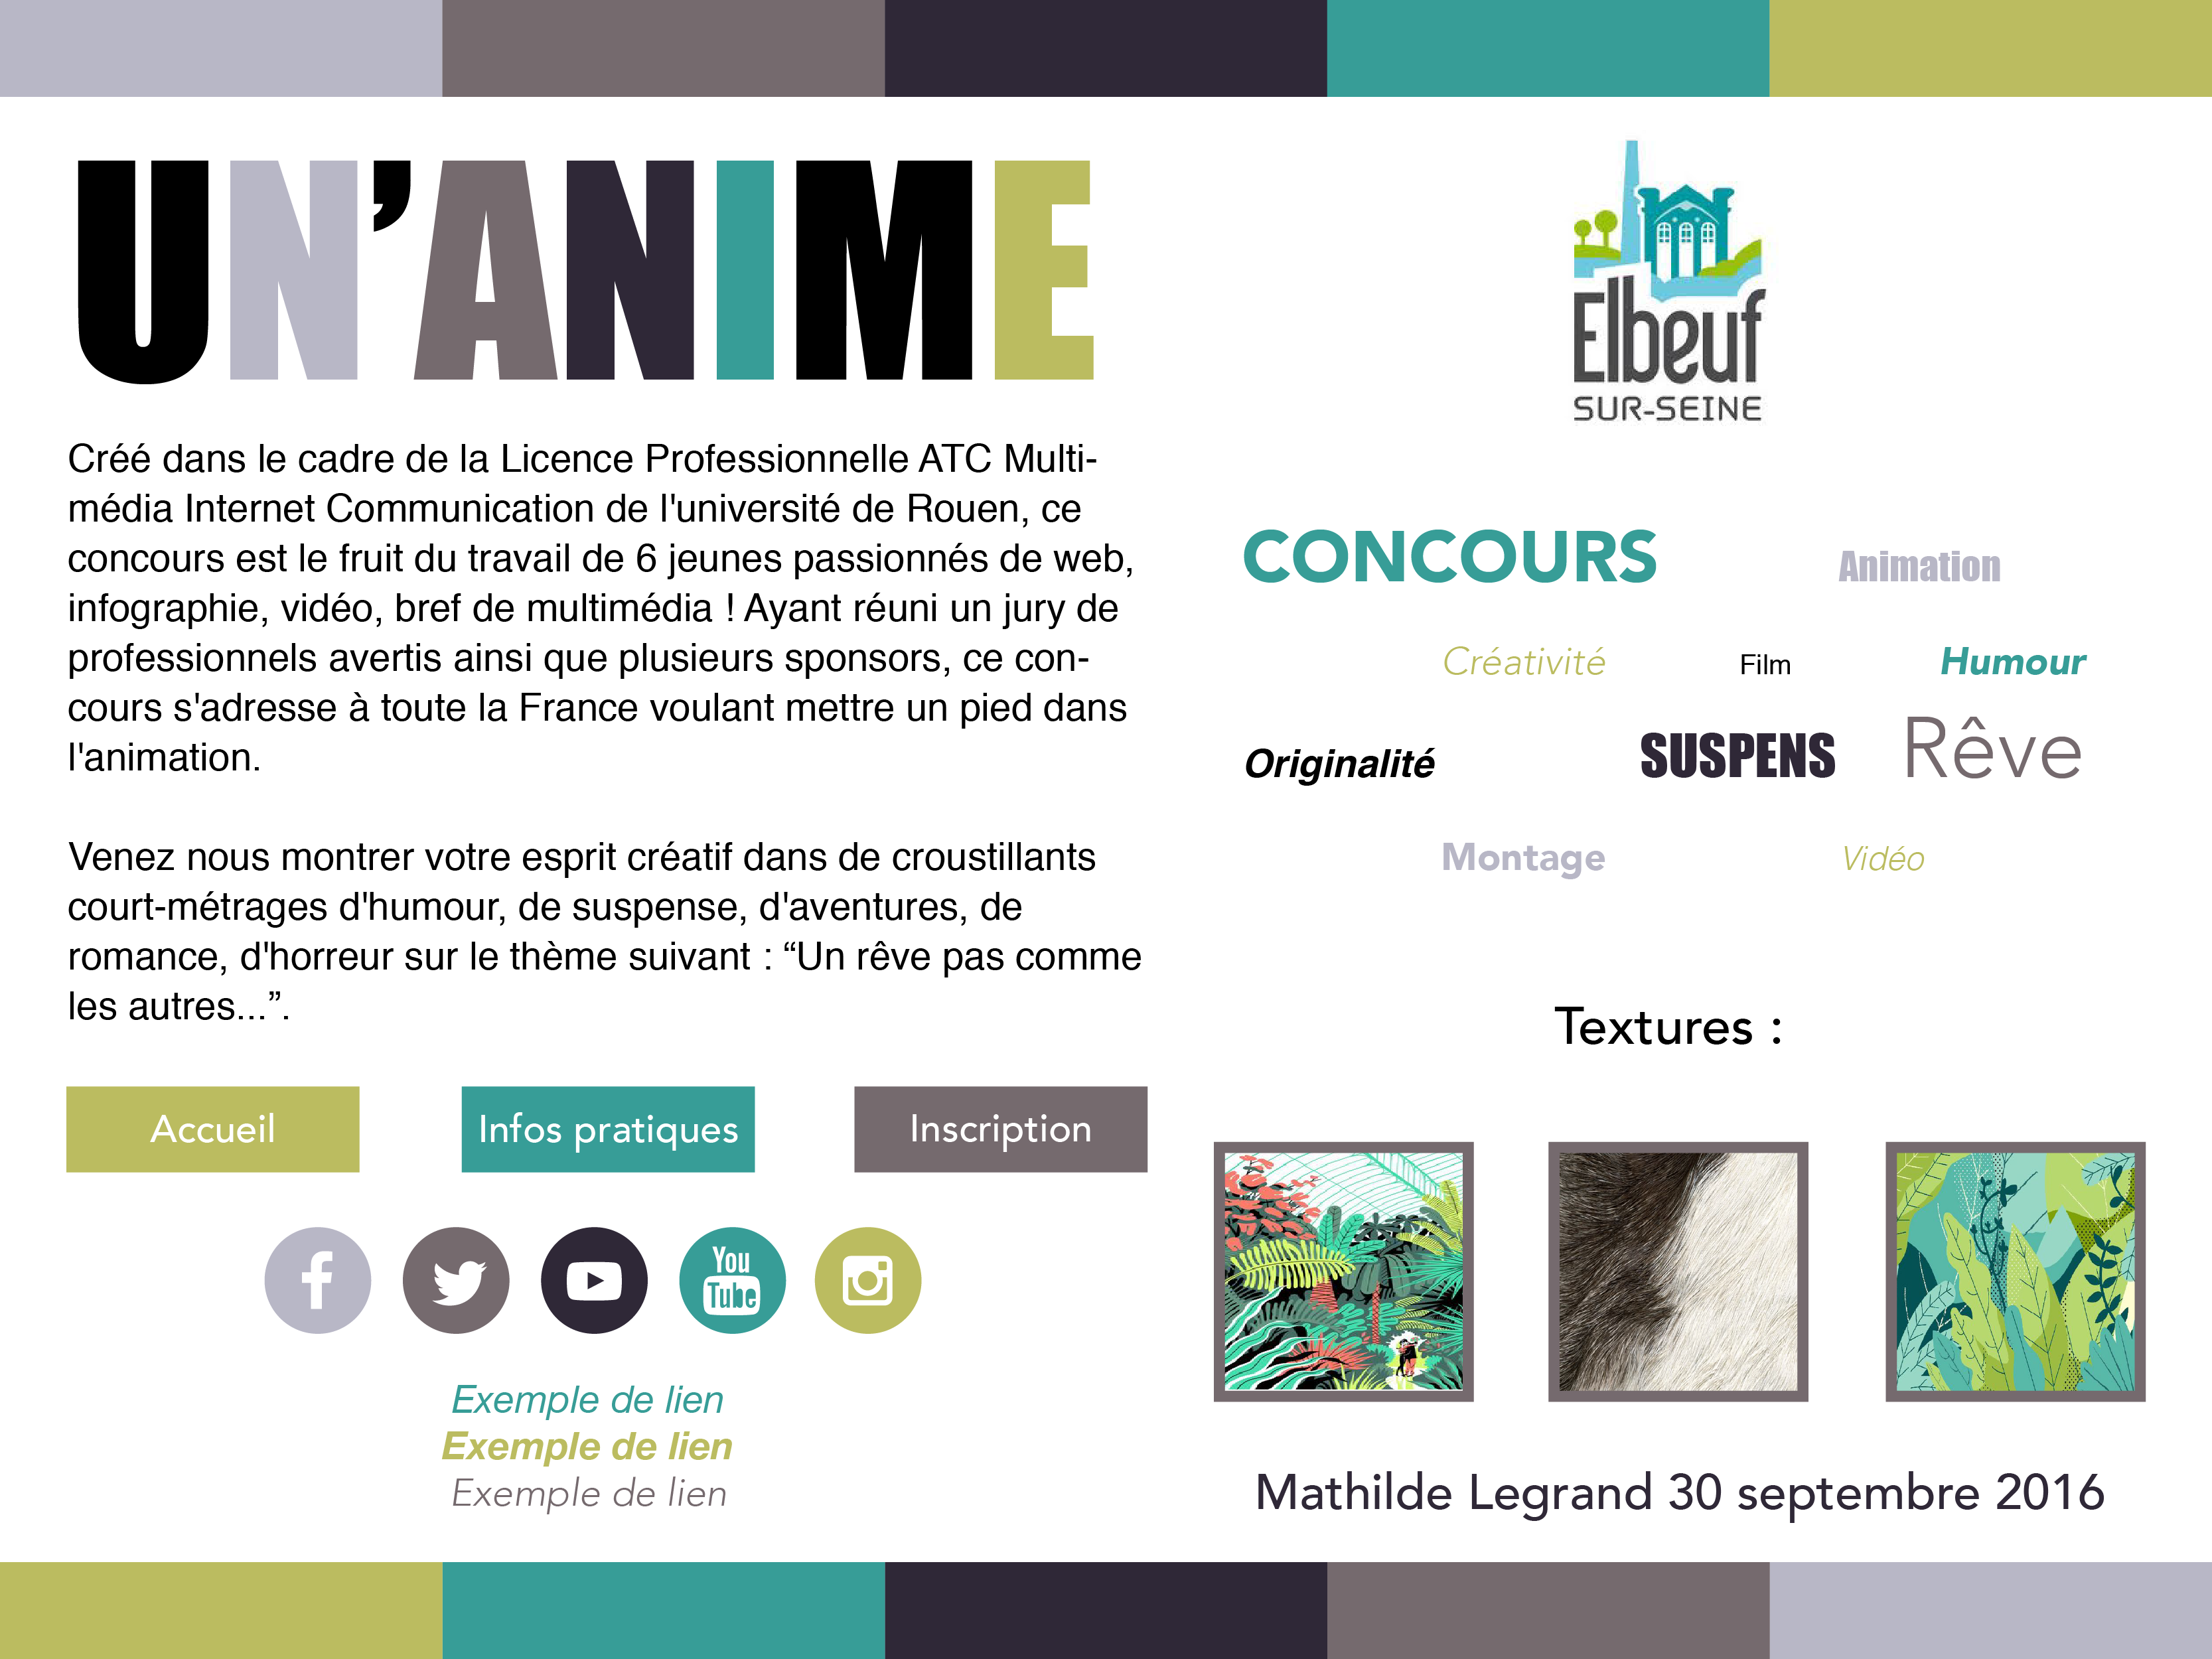 UN’ANIME
Créé dans le cadre de la Licence Professionnelle ATC Multi-
média Internet Communication de l'université de Rouen, ce
concours est le fruit du travail de 6 jeunes passionnés de web,
infographie, vidéo, bref de multimédia ! Ayant réuni un jury de
professionnels avertis ainsi que plusieurs sponsors, ce con-
cours s'adresse à toute la France voulant mettre un pied dans
l'animation.
Venez nous montrer votre esprit créatif dans de croustillants
court-métrages d'humour, de suspense, d'aventures, de
romance, d'horreur sur le thème suivant : “Un rêve pas comme
les autres...”.
Accueil
Infos pratiques
Inscription
You
Tube
Exemple de lien
Exemple de lien
Exemple de lien
Elbeuf
SUR-SEINE
CONCOURS
Animation
Créativité
Film
Humour
Originalité
SUSPENS
Rêve
Montage
Vidéo
Textures :
Mathilde Legrand 30 septembre 2016